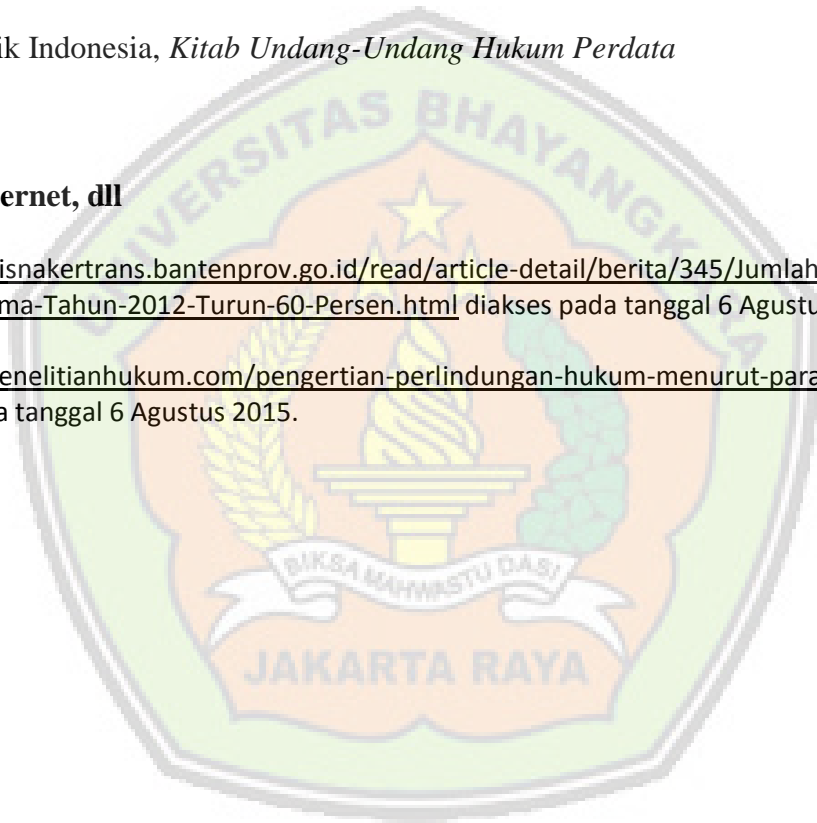 ik Indonesia, Kitab Undang-Undang Hukum Perdata
UNIVERSITAS BHAYANGKARA
ernet, dll
isnakertrans.bantenprov.go.id/read/article-detail/berita/345/Jumlah
ma-Tahun-2012-Turun-60-Persen.html diakses pada tanggal 6 Agustu
enelitianhukum.com/pengertian-perlindungan-hukum-menurut-para
a tanggal 6 Agustus 2015.
BIKSA MAHWASTU DASI
JAKARTA RAYA